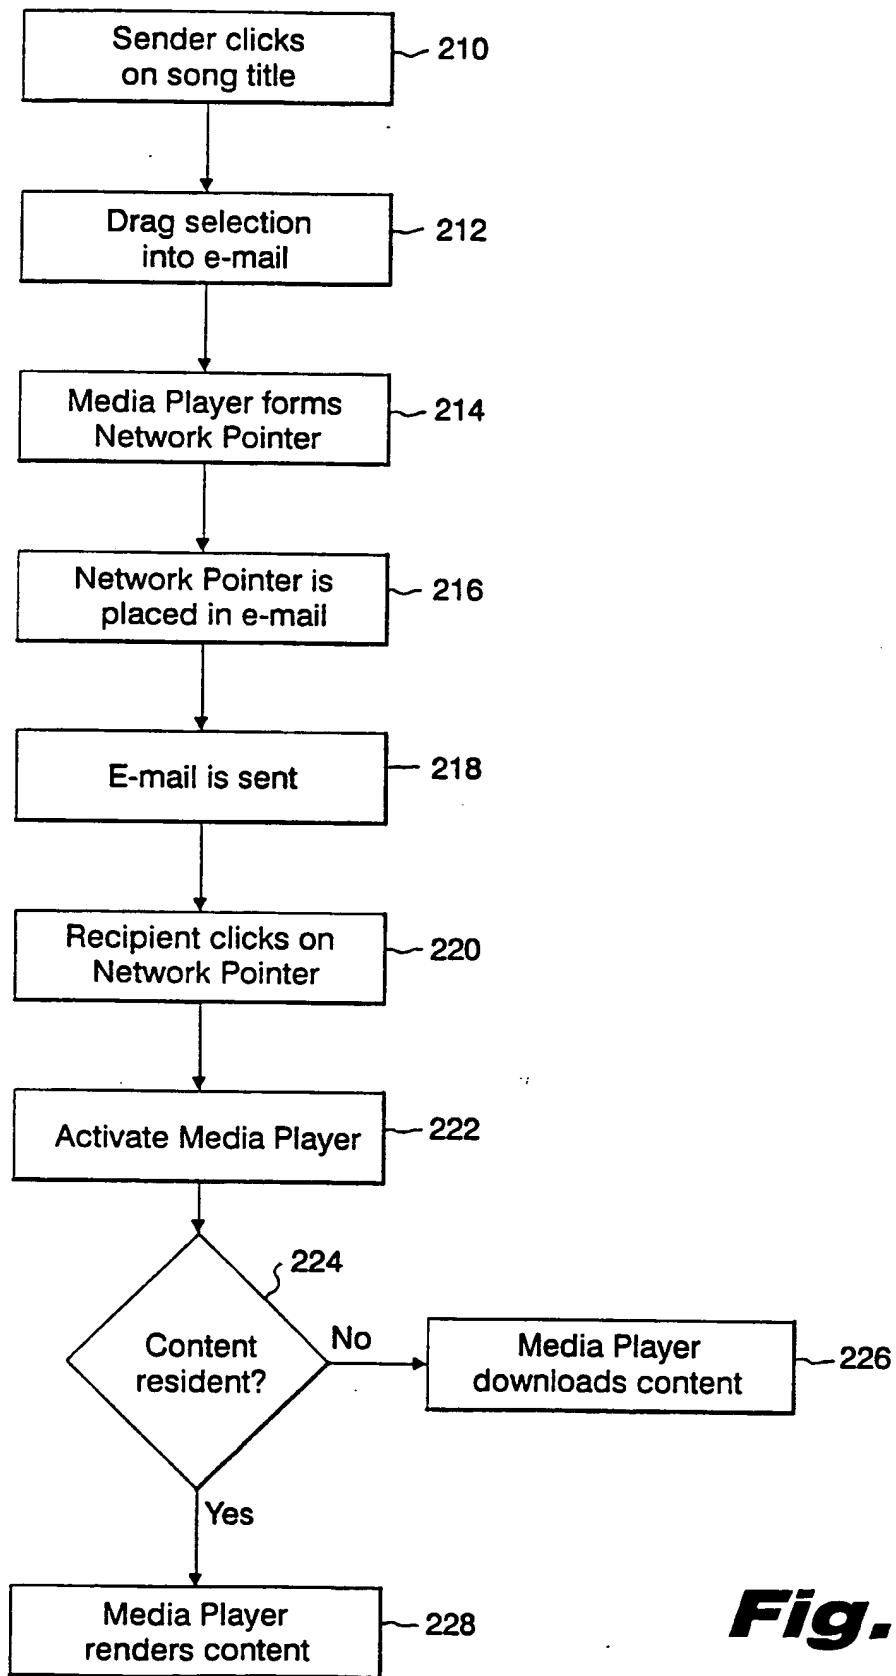 Sender clicks
on song title
210
Drag selection
into e-mail
212
Media Player forms
Network Pointer
214
Network Pointer is
placed in e-mail
216
E-mail is sent
218
Recipient clicks on
Network Pointer
220
Activate Media Player
222
224
Content
resident?
No
Media Player
downloads content
226
Yes
Media Player
renders content
228
Fig.